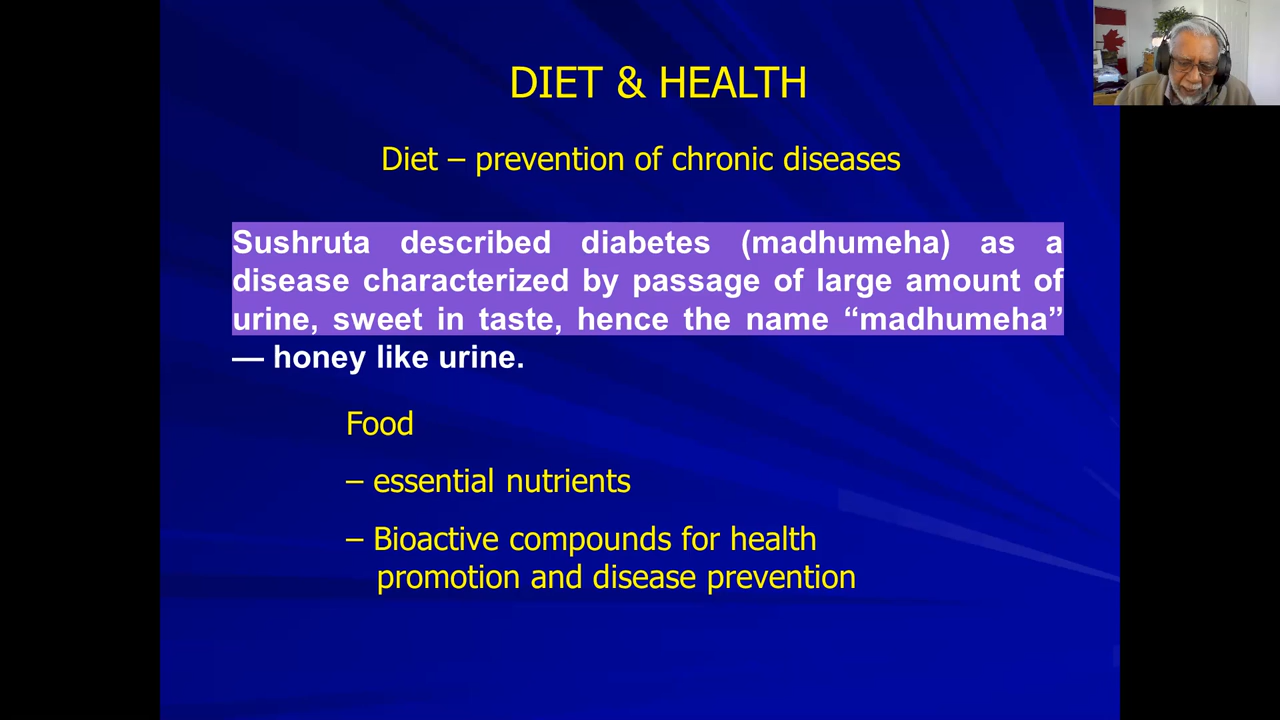 DIET & HEALTH
Diet – prevention of chronic diseases
Sushruta described diabetes (madhumeha) as a
disease characterized by passage of large amount of
urine, sweet in taste, hence the name “madhumeha”
— honey like urine.
Food
– essential nutrients
– Bioactive compounds for health
promotion and disease prevention